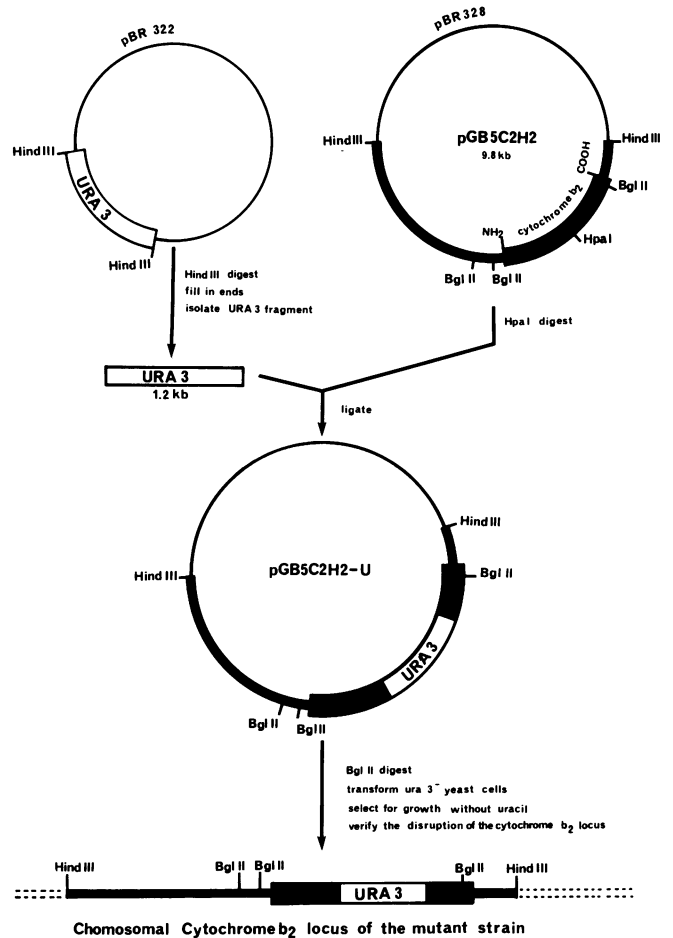 pBR 322
Hind III
URA 3
Hind III
pBR 328
Hind III
pGB5C2H2
9.8 kb
Hind III
COOH
Bgl II
cytochrome b2
NH2
HpaI
Bgl II
Bgl II
Hind III digest
fill in ends
isolate URA 3 fragment
HpaI digest
URA 3
1.2 kb
ligate
Hind III
pGB5C2H2-U
Hind III
Bgl II
URA 3
Bgl II
Bgl II
Bgl II digest
transform ura 3⁻ yeast cells
select for growth without uracil
verify the disruption of the cytochrome b2 locus
Hind III
Bgl II
Bgl II
Bgl II
Hind III
URA 3
Chomosomal Cytochrome b2 locus of the mutant strain